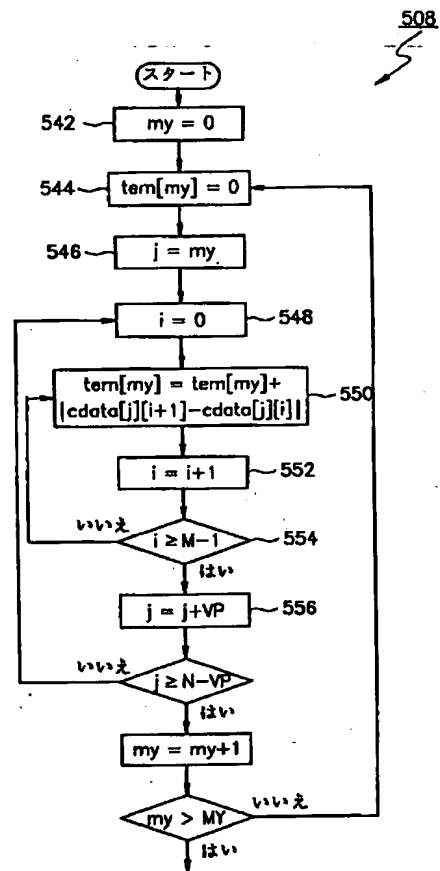 508
スタート
542
my = 0
544
tem[my] = 0
546
j = my
i = 0
548
tem[my] = tem[my]+
|cdata[j][i+1]-cdata[j][i]|
550
i = i+1
552
いいえ
i ≥ M-1
554
はい
j = j+VP
556
いいえ
j ≥ N-VP
はい
my = my+1
my > MY
いいえ
はい